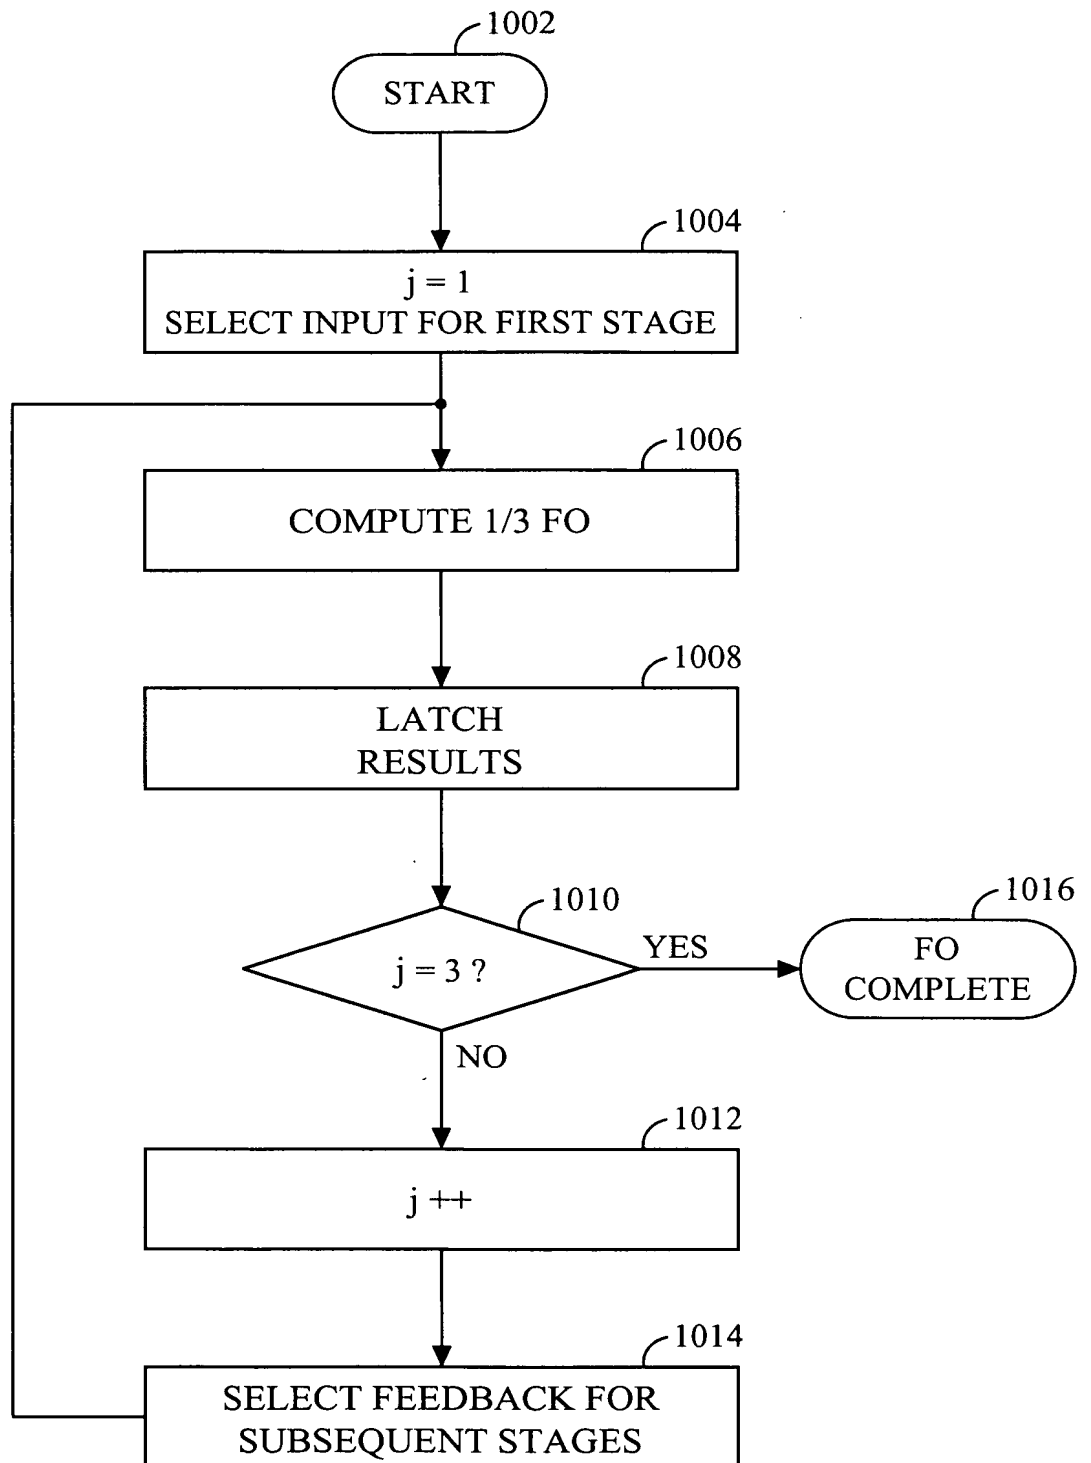 1002
START
1004
j = 1
SELECT INPUT FOR FIRST STAGE
1006
COMPUTE 1/3 FO
1008
LATCH
RESULTS
1010
j = 3 ?
YES
1016
FO
COMPLETE
NO
1012
j ++
1014
SELECT FEEDBACK FOR
SUBSEQUENT STAGES